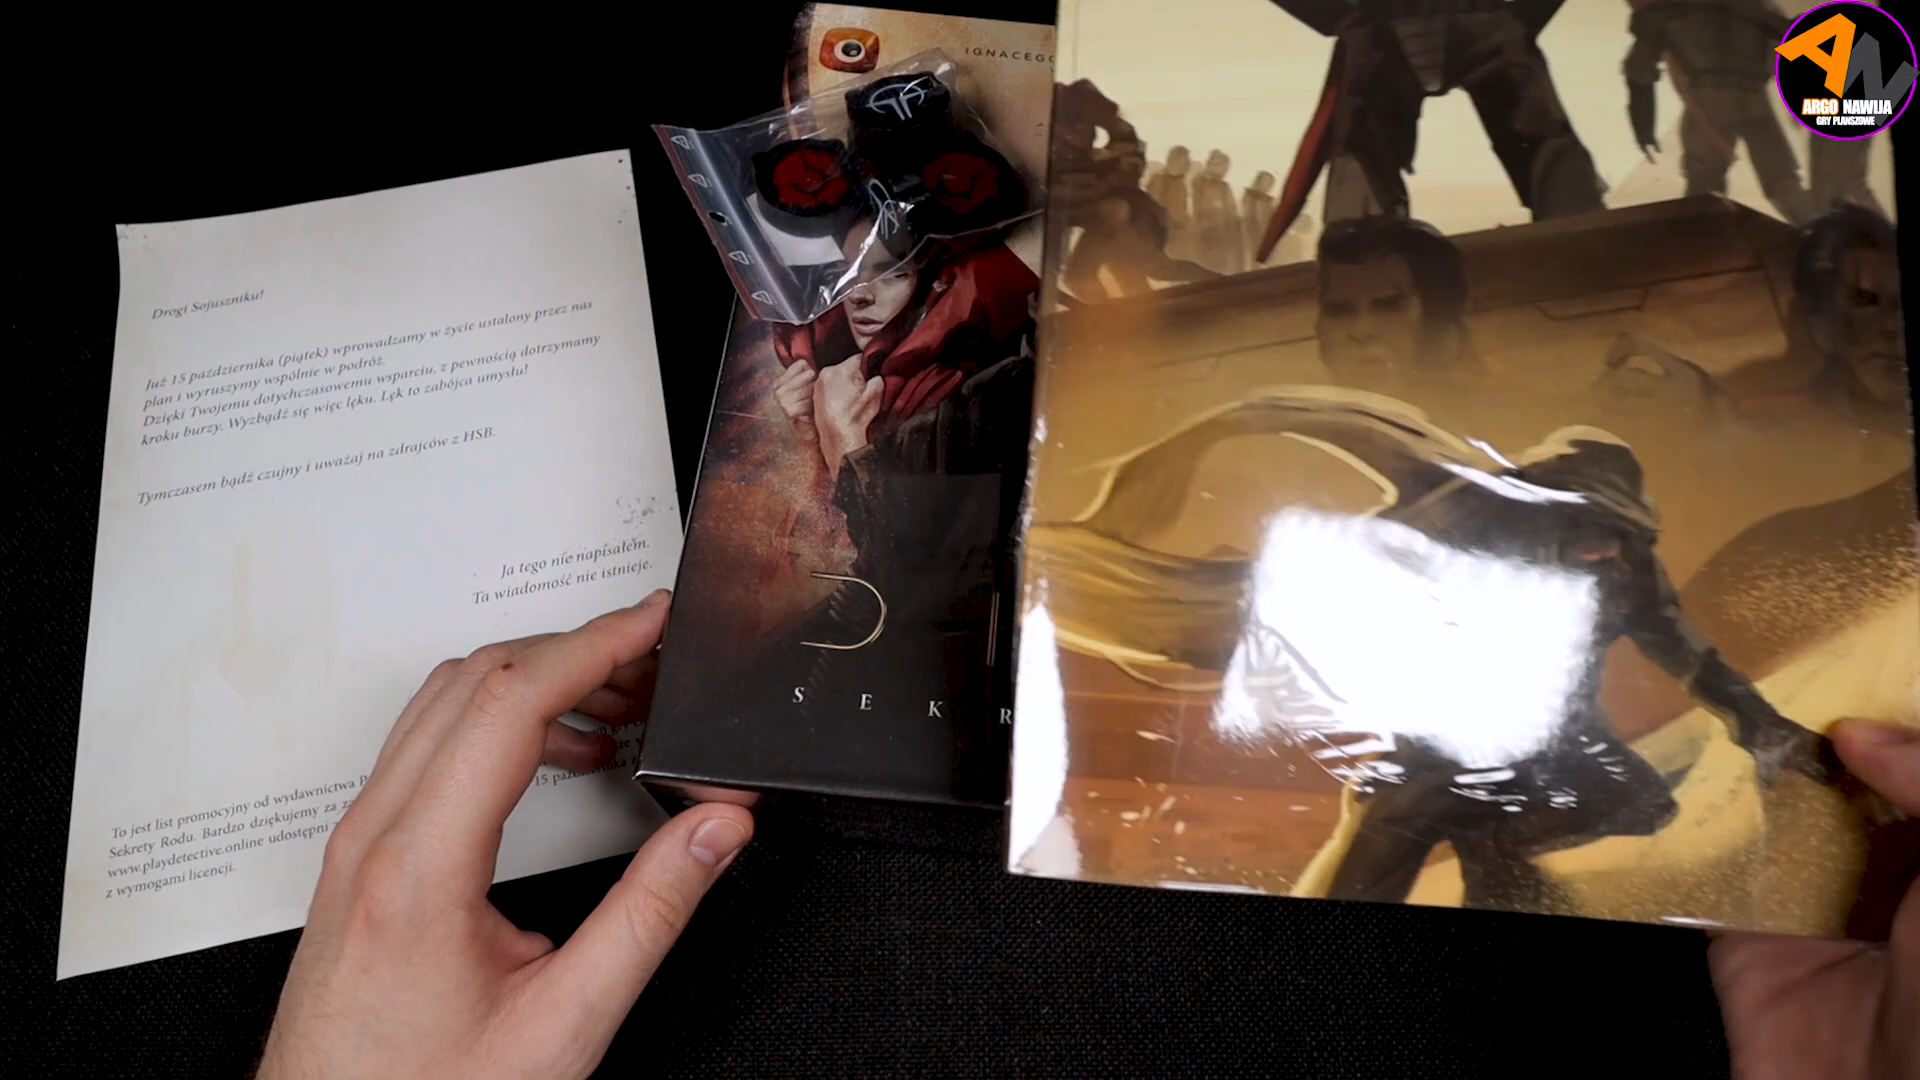 Drogi Sojuszniku!
Już 15 października (piątek) wprowadzamy w życie ustalony przez nas
plan i wyruszymy wspólnie w podróż.
Dzięki Twojemu dotychczasowemu wsparciu, z pewnością dotrzymamy
kroku burzy. Wyzbądź się więc lęku. Lęk to zabójca umysłu!
Tymczasem bądź czujny i uważaj na zdrajców z HSB.
Ja tego nie napisałem.
Ta wiadomość nie istnieje.
To jest list promocyjny od wydawnictwa
Sekrety Rodu. Bardzo dziękujemy za
www.playdetective.online udostępni
z wymogami licencji.
15 października
IGNACEGO
SEKR
ARGO NAWIJA
GRY PLANSZOWE